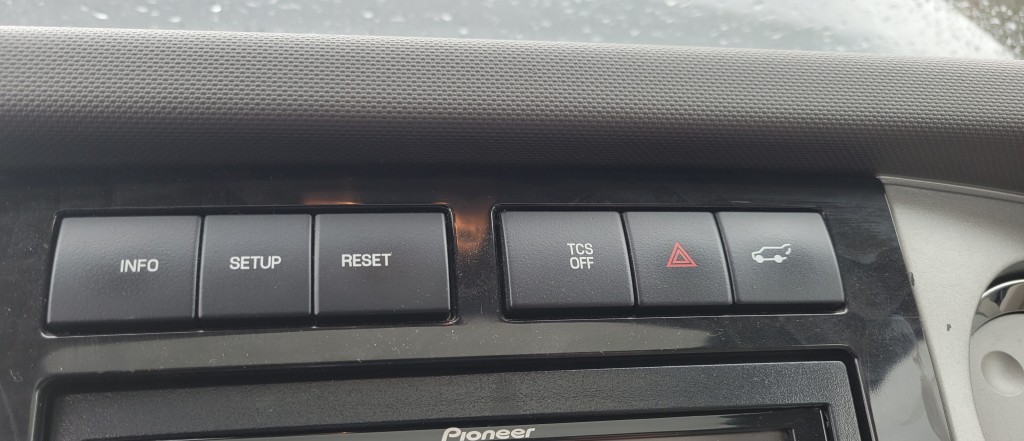 INFO
SETUP
RESET
TCS
OFF
Pioneer